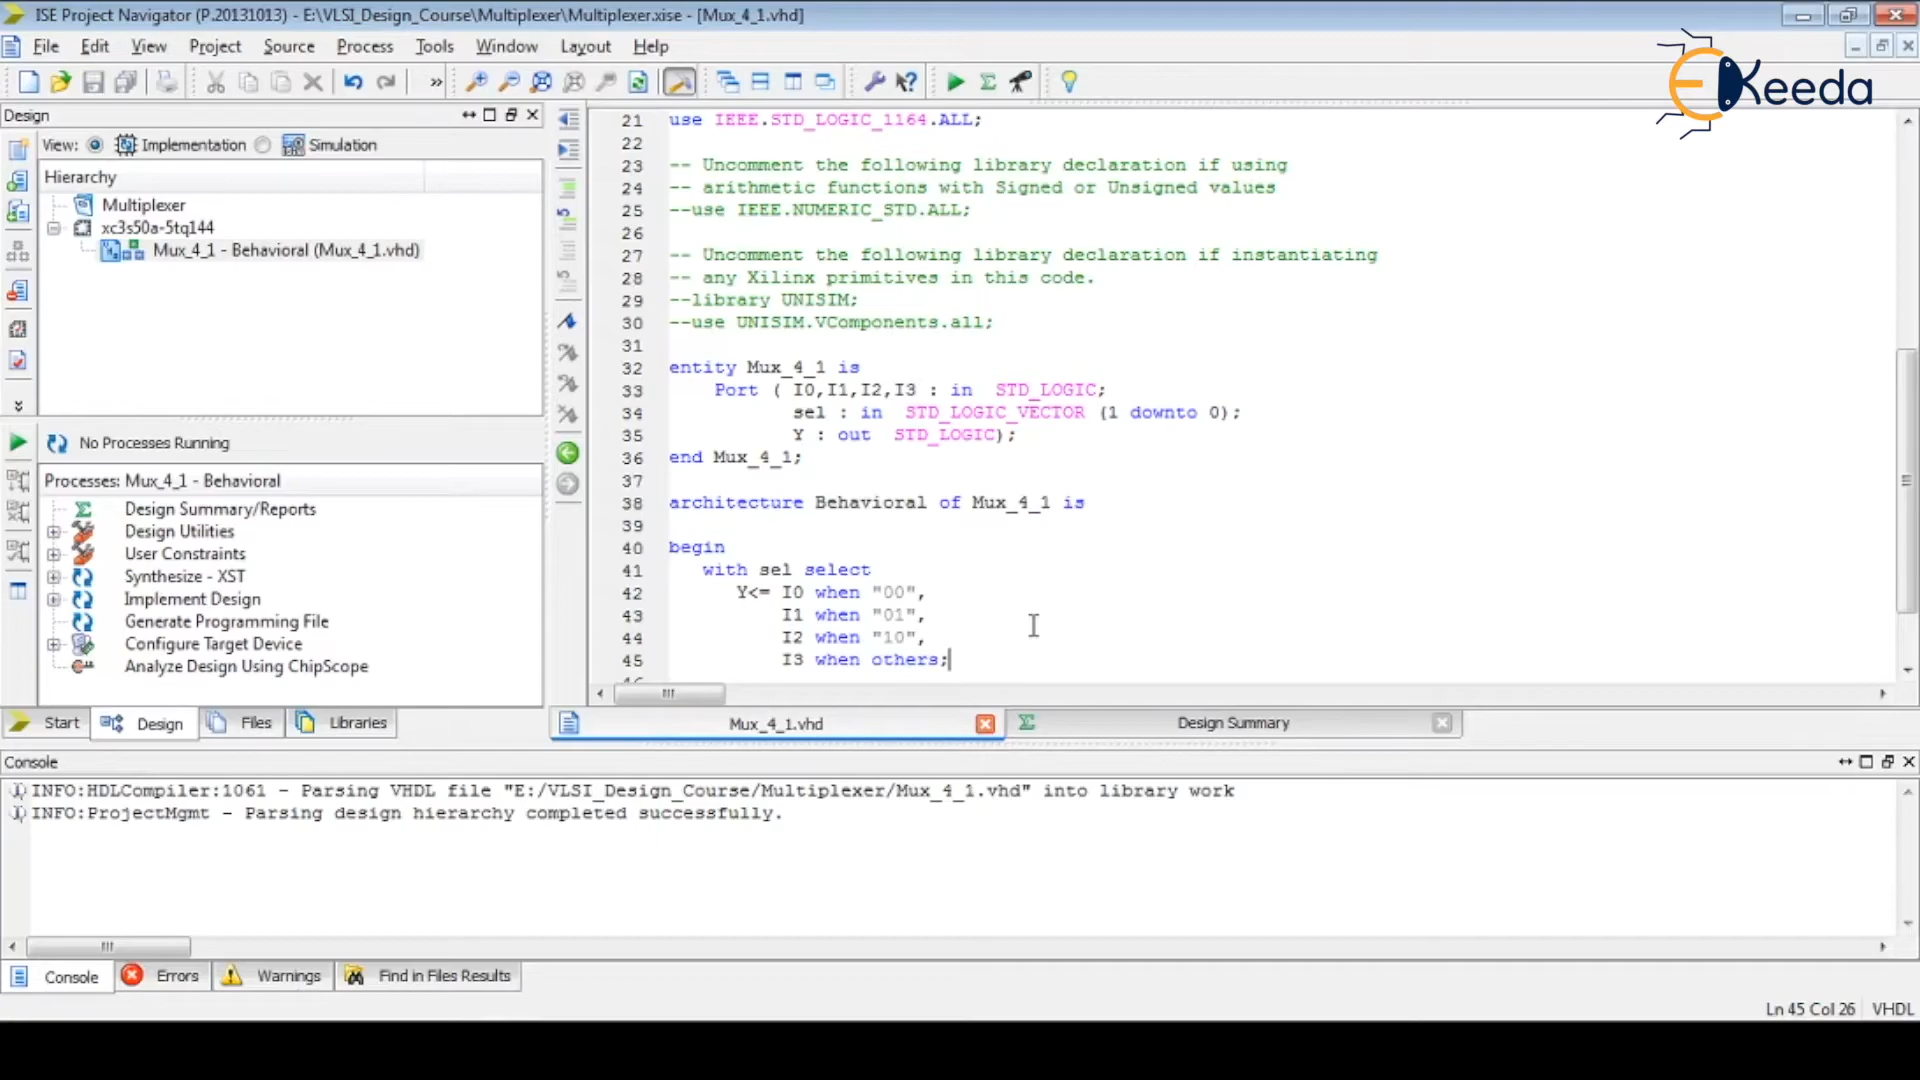 ISE Project Navigator (P.20131013) - E:\VLSI_Design_Course\Multiplexer\Multiplexer.xise - [Mux_4_1.vhd]
File Edit View Project Source Process Tools Window Layout Help
EKeeda
Design
View: Implementation Simulation
Hierarchy
Multiplexer
xc3s50a-5tq144
Mux_4_1 - Behavioral (Mux_4_1.vhd)
No Processes Running
Processes: Mux_4_1 - Behavioral
Design Summary/Reports
Design Utilities
User Constraints
Synthesize - XST
Implement Design
Generate Programming File
Configure Target Device
Analyze Design Using ChipScope
Start Design Files Libraries
21 use IEEE.STD_LOGIC_1164.ALL;
22
23 -- Uncomment the following library declaration if using
24 -- arithmetic functions with Signed or Unsigned values
25 --use IEEE.NUMERIC_STD.ALL;
26
27 -- Uncomment the following library declaration if instantiating
28 -- any Xilinx primitives in this code.
29 --library UNISIM;
30 --use UNISIM.VComponents.all;
31
32 entity Mux_4_1 is
33 Port ( I0,I1,I2,I3 : in STD_LOGIC;
34 sel : in STD_LOGIC_VECTOR (1 downto 0);
35 Y : out STD_LOGIC);
36 end Mux_4_1;
37
38 architecture Behavioral of Mux_4_1 is
39
40 begin
41 with sel select
42 Y<= I0 when "00",
43 I1 when "01",
44 I2 when "10",
45 I3 when others;
Mux_4_1.vhd Design Summary
Console
INFO:HDLCompiler:1061 - Parsing VHDL file "E:/VLSI_Design_Course/Multiplexer/Mux_4_1.vhd" into library work
INFO:ProjectMgmt - Parsing design hierarchy completed successfully.
Console Errors Warnings Find in Files Results
Ln 45 Col 26 VHDL